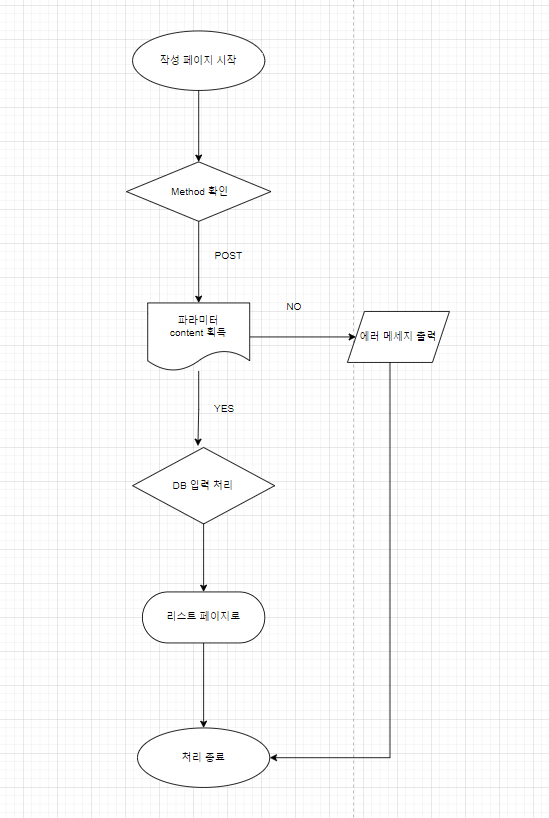 작성 페이지 시작
Method 확인
POST
파라미터
content 획득
NO
에러 메세지 출력
YES
DB 입력 처리
리스트 페이지로
처리 종료